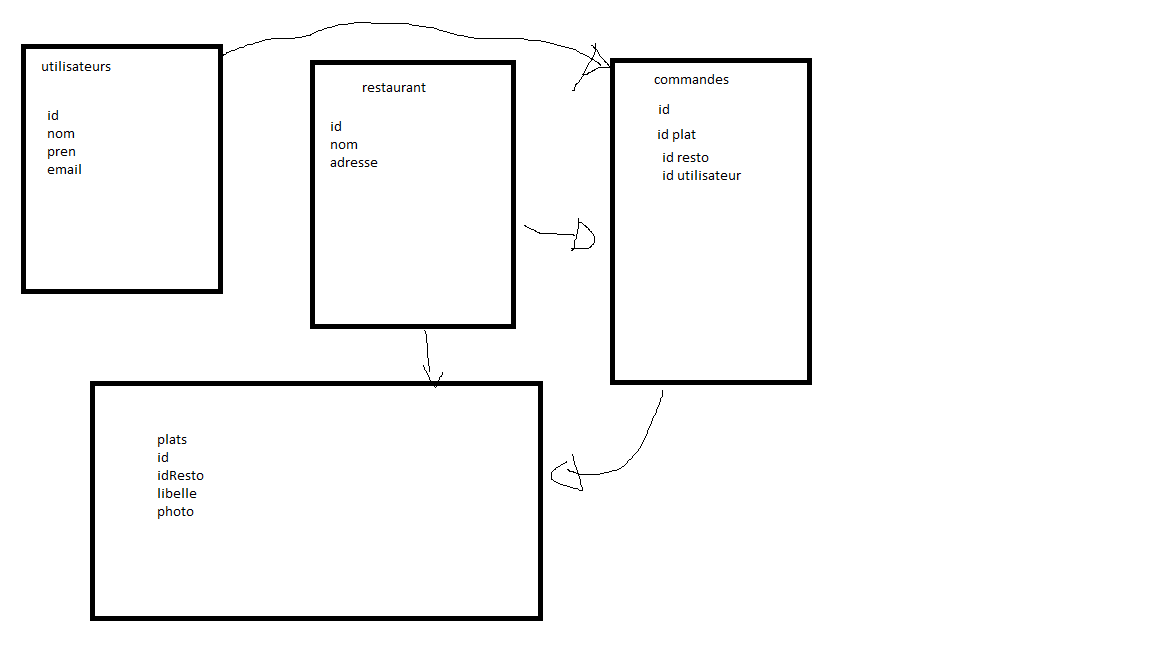 utilisateurs
id
nom
pren
email
restaurant
id
nom
adresse
commandes
id
id plat
id resto
id utilisateur
plats
id
idResto
libelle
photo